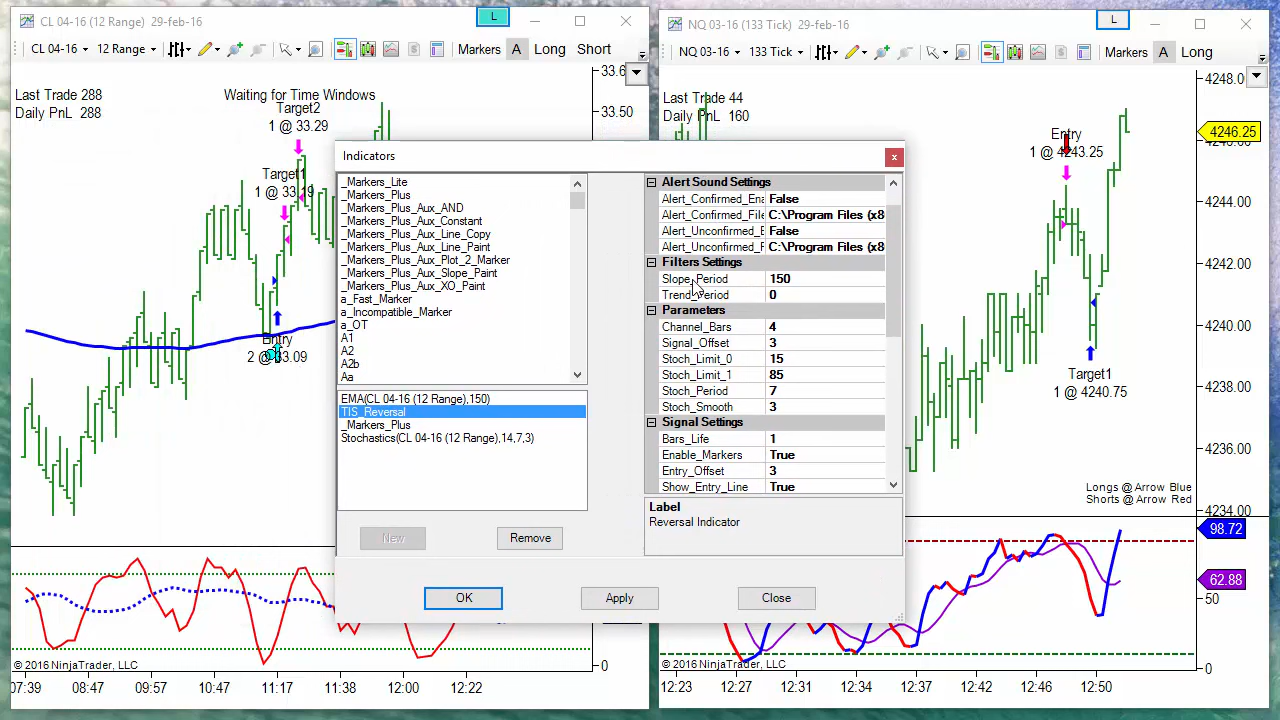 CL 04-16 (12 Range) 29-feb-16
L
CL 04-16
12 Range
Markers
A
Long
Short
Last Trade 288
Daily PnL 288
Waiting for Time Windows
Target2
1 @ 33.29
Target1
1 @ 33.19
Entry
2 @ 33.09
33.6
33.50
© 2016 NinjaTrader, LLC
0
07:39
08:47
09:57
10:47
11:17
11:38
12:00
12:22
NQ 03-16 (133 Tick) 29-feb-16
L
NQ 03-16
133 Tick
Markers
A
Long
Last Trade 44
Daily PnL 160
Entry
1 @ 4243.25
Target1
1 @ 4240.75
4248.0
4246.25
4244.00
4242.00
4240.00
4238.00
4236.00
4234.00
Longs @ Arrow Blue
Shorts @ Arrow Red
98.72
62.88
50
0
© 2016 NinjaTrader, LLC
12:23
12:27
12:31
12:34
12:37
12:42
12:46
12:50
Indicators
x
_Markers_Lite
_Markers_Plus
_Markers_Plus_Aux_AND
_Markers_Plus_Aux_Constant
_Markers_Plus_Aux_Line_Copy
_Markers_Plus_Aux_Line_Paint
_Markers_Plus_Aux_Plot_2_Marker
_Markers_Plus_Aux_Slope_Paint
_Markers_Plus_Aux_XO_Paint
a_Fast_Marker
a_Incompatible_Marker
a_OT
A1
A2
A2b
Aa
EMA(CL 04-16 (12 Range),150)
TIS_Reversal
_Markers_Plus
Stochastics(CL 04-16 (12 Range),14,7,3)
New
Remove
Alert Sound Settings
Alert_Confirmed_Ena False
Alert_Confirmed_File C:\Program Files (x8
Alert_Unconfirmed_E False
Alert_Unconfirmed_F C:\Program Files (x8
Filters Settings
Slope_Period 150
Trend_Period 0
Parameters
Channel_Bars 4
Signal_Offset 3
Stoch_Limit_0 15
Stoch_Limit_1 85
Stoch_Period 7
Stoch_Smooth 3
Signal Settings
Bars_Life 1
Enable_Markers True
Entry_Offset 3
Show_Entry_Line True
Label
Reversal Indicator
OK
Apply
Close